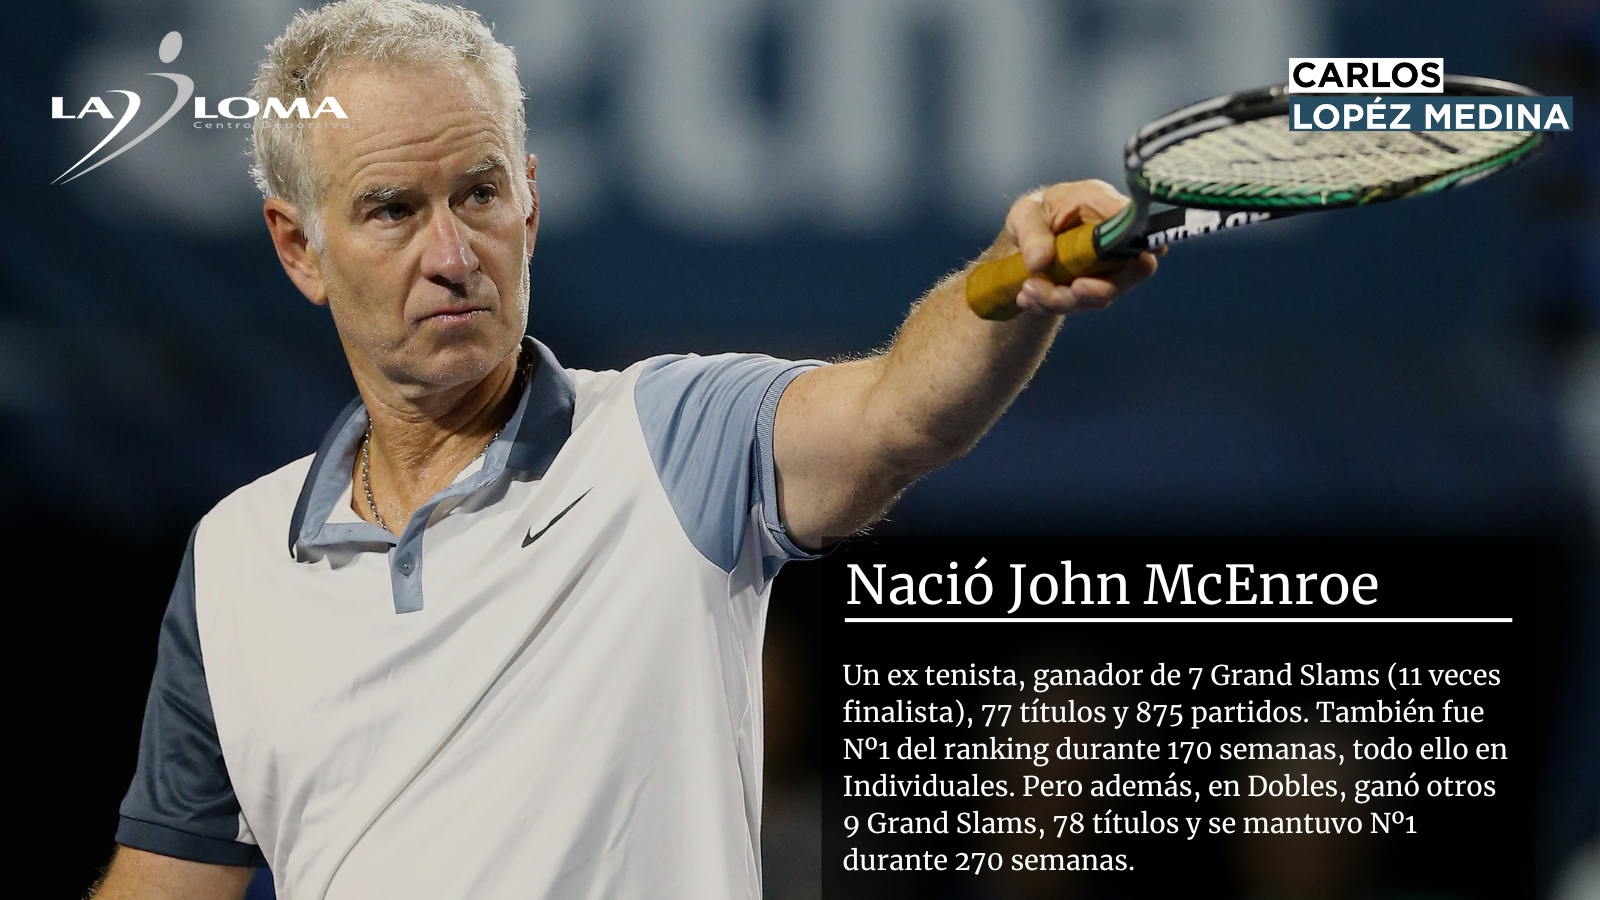 LA LOMA
Centro Deportivo
CARLOS
LOPÉZ MEDINA
Nació John McEnroe
Un ex tenista, ganador de 7 Grand Slams (11 veces
finalista), 77 títulos y 875 partidos. También fue
Nº1 del ranking durante 170 semanas, todo ello en
Individuales. Pero además, en Dobles, ganó otros
9 Grand Slams, 78 títulos y se mantuvo Nº1
durante 270 semanas.